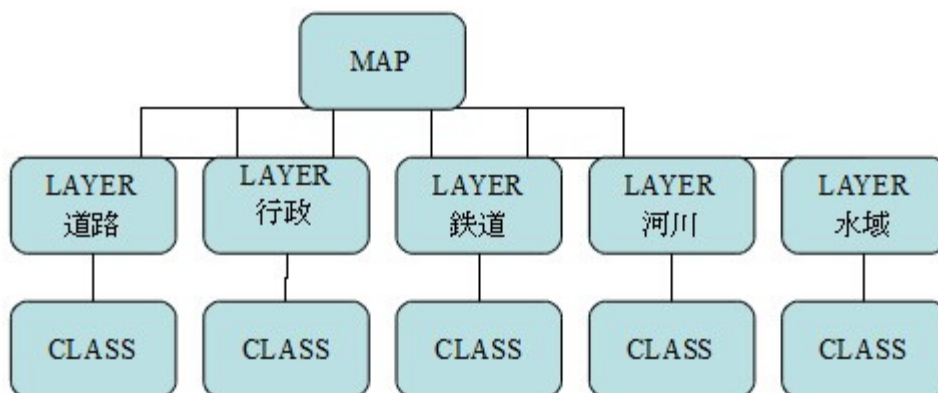 MAP
LAYER
道路
LAYER
行政
LAYER
鉄道
LAYER
河川
LAYER
水域
CLASS
CLASS
CLASS
CLASS
CLASS